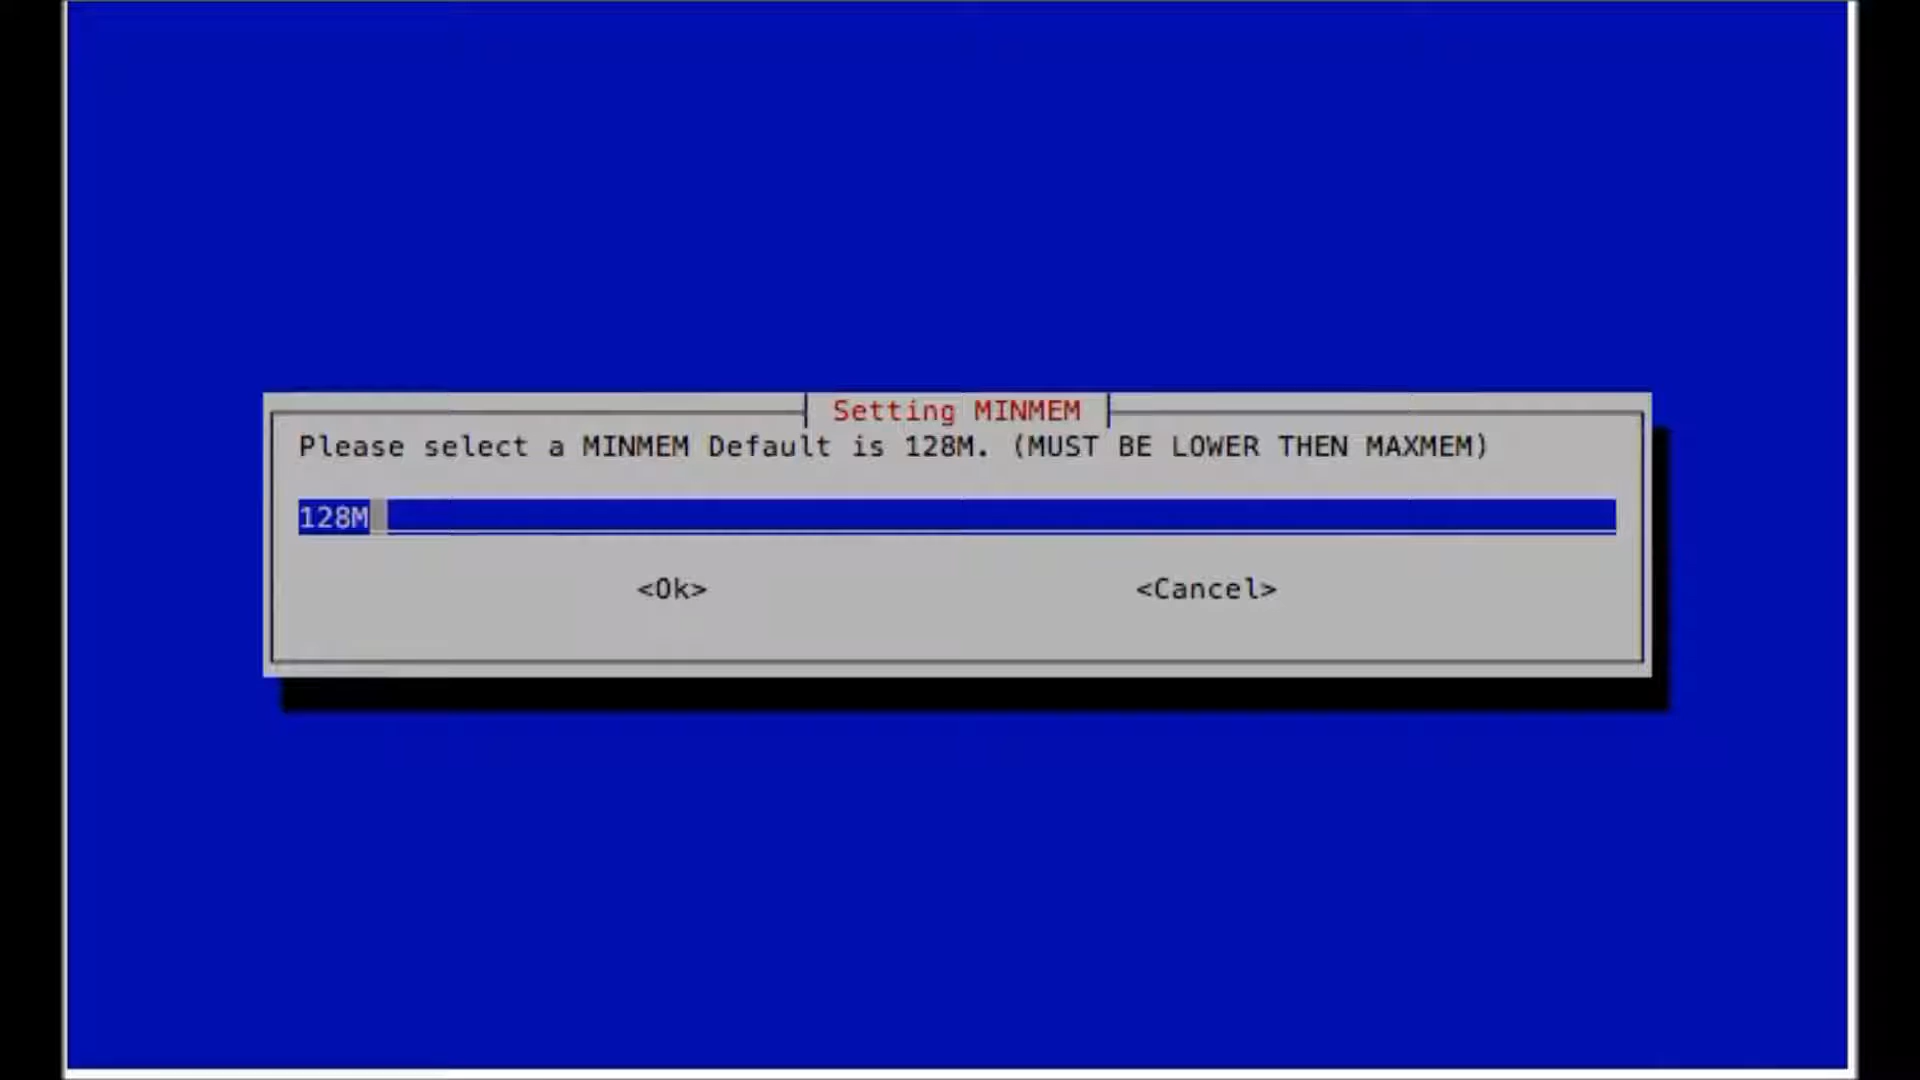 Setting MINMEM
Please select a MINMEM Default is 128M. (MUST BE LOWER THEN MAXMEM)
128M
<Ok> <Cancel>